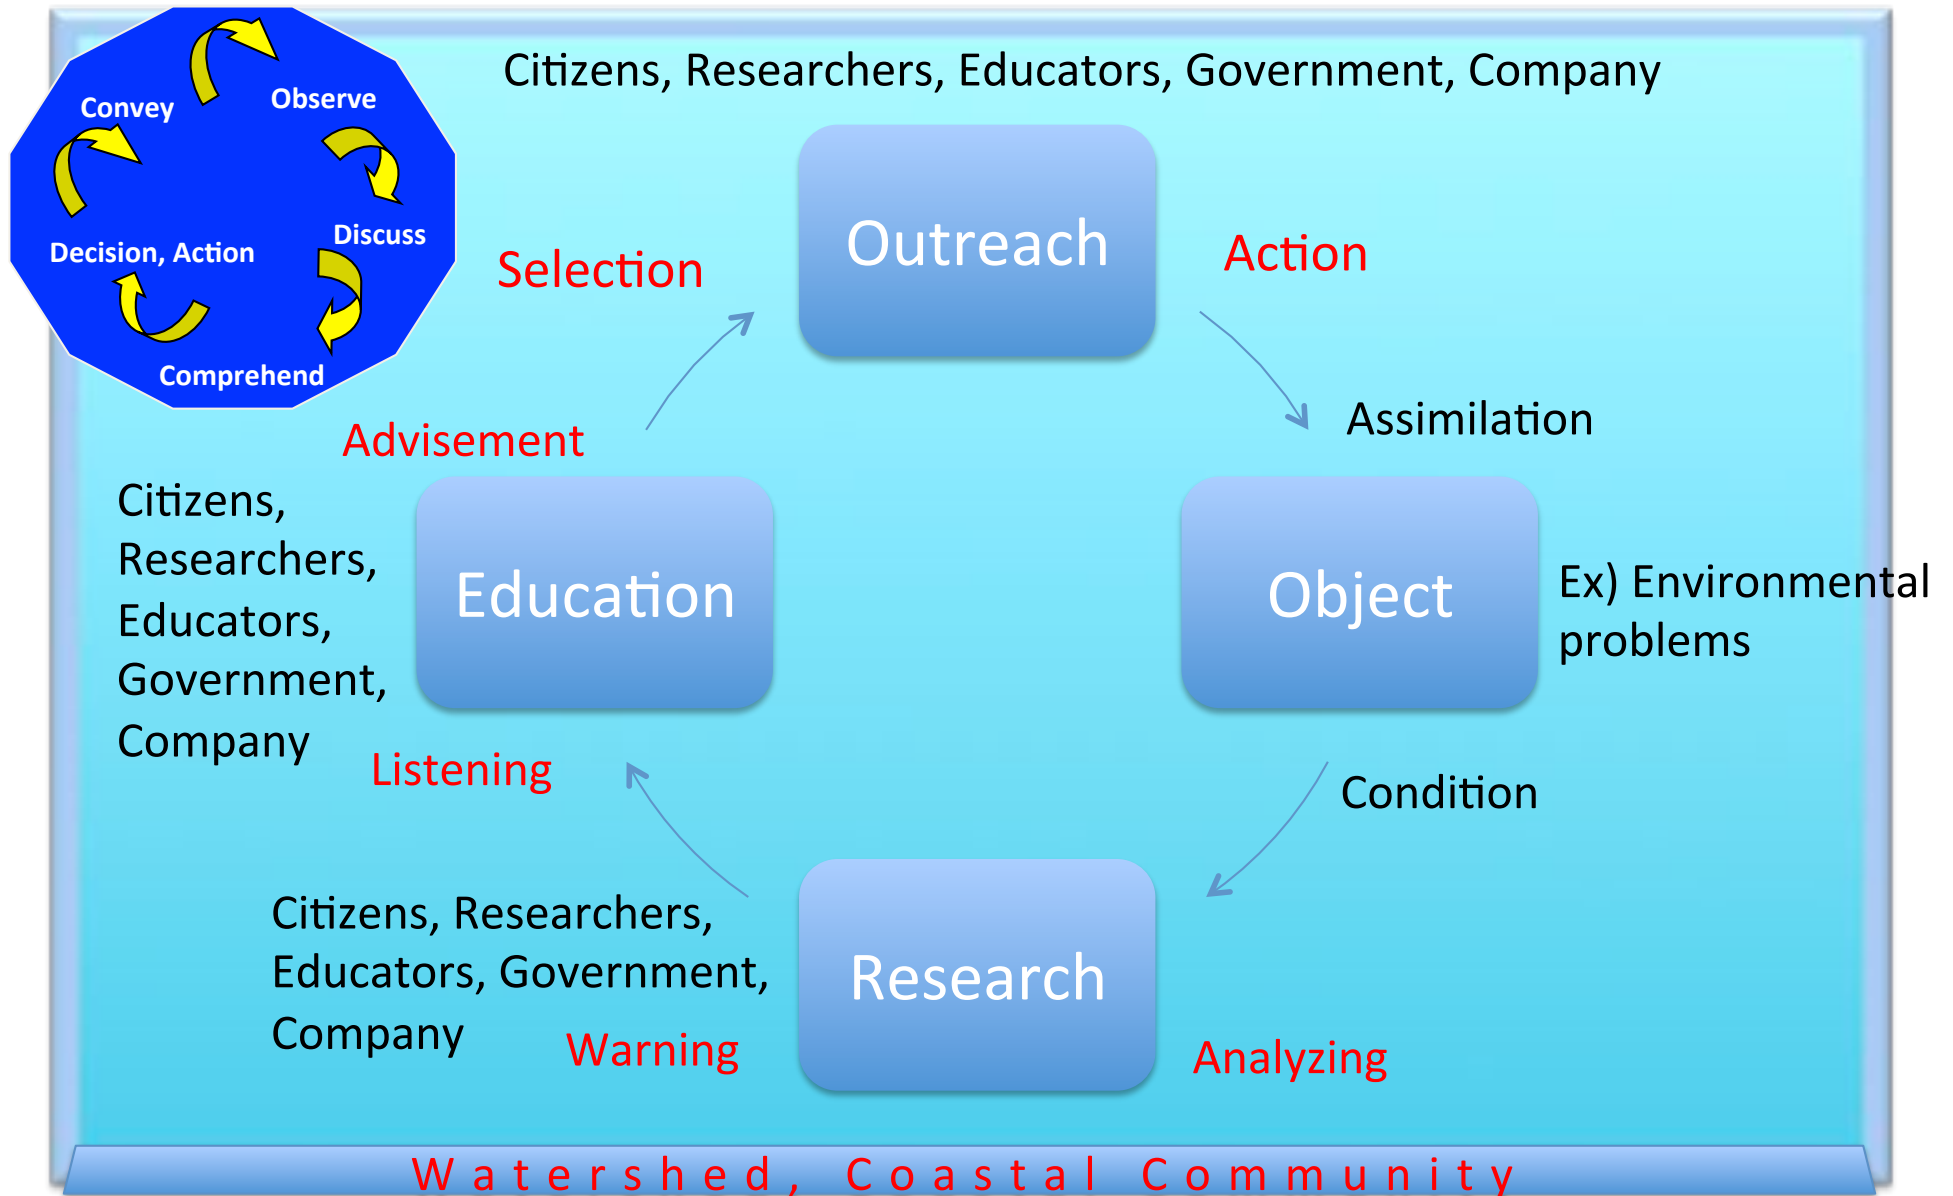 Citizens, Researchers, Educators, Government, Company
Convey
Observe
Discuss
Decision, Action
Comprehend
Outreach
Selection
Action
Advisement
Assimilation
Citizens,
Researchers,
Educators,
Government,
Company
Education
Object
Ex) Environmental
problems
Listening
Condition
Citizens, Researchers,
Educators, Government,
Company
Research
Warning
Analyzing
Watershed, Coastal Community